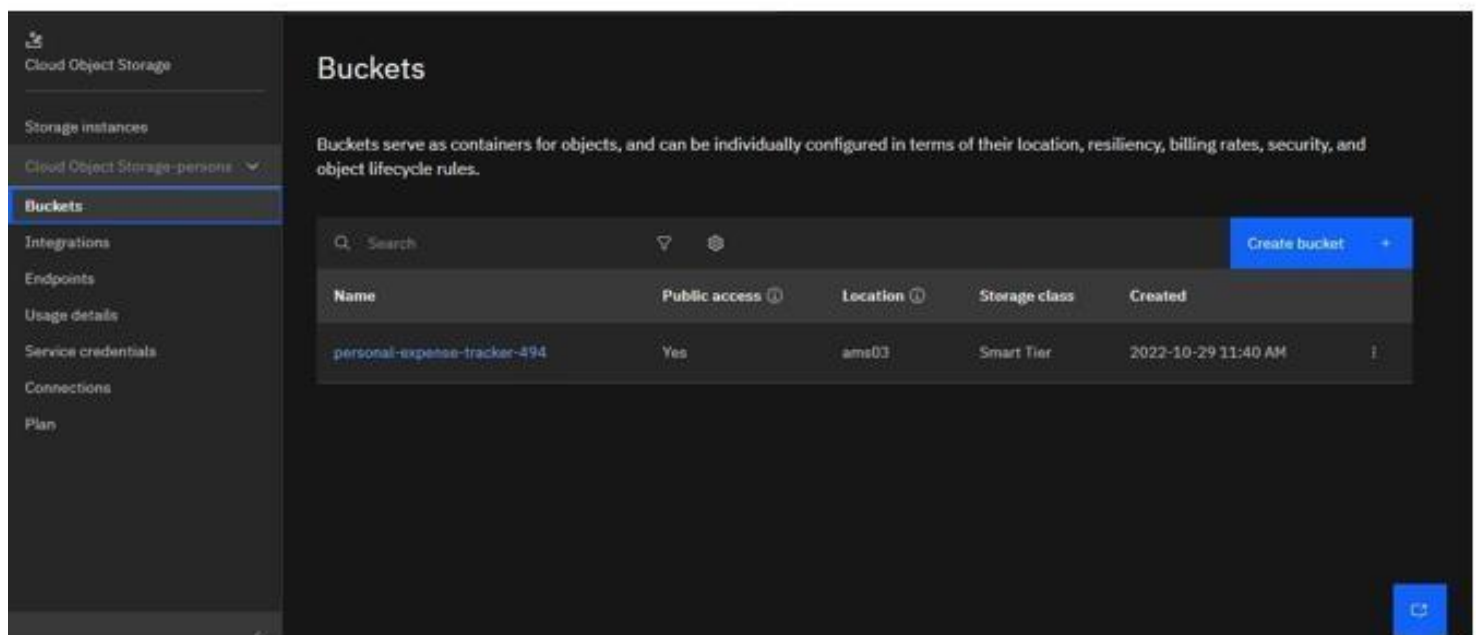 Cloud Object Storage
Storage instances
Cloud Object Storage-persona
Buckets
Integrations
Endpoints
Usage details
Service credentials
Connections
Plan
Buckets
Buckets serve as containers for objects, and can be individually configured in terms of their location, resiliency, billing rates, security, and
object lifecycle rules.
Search
Create bucket +
Name Public access Location Storage class Created
personal-expense-tracker-494 Yes ams03 Smart Tier 2022-10-29 11:40 AM